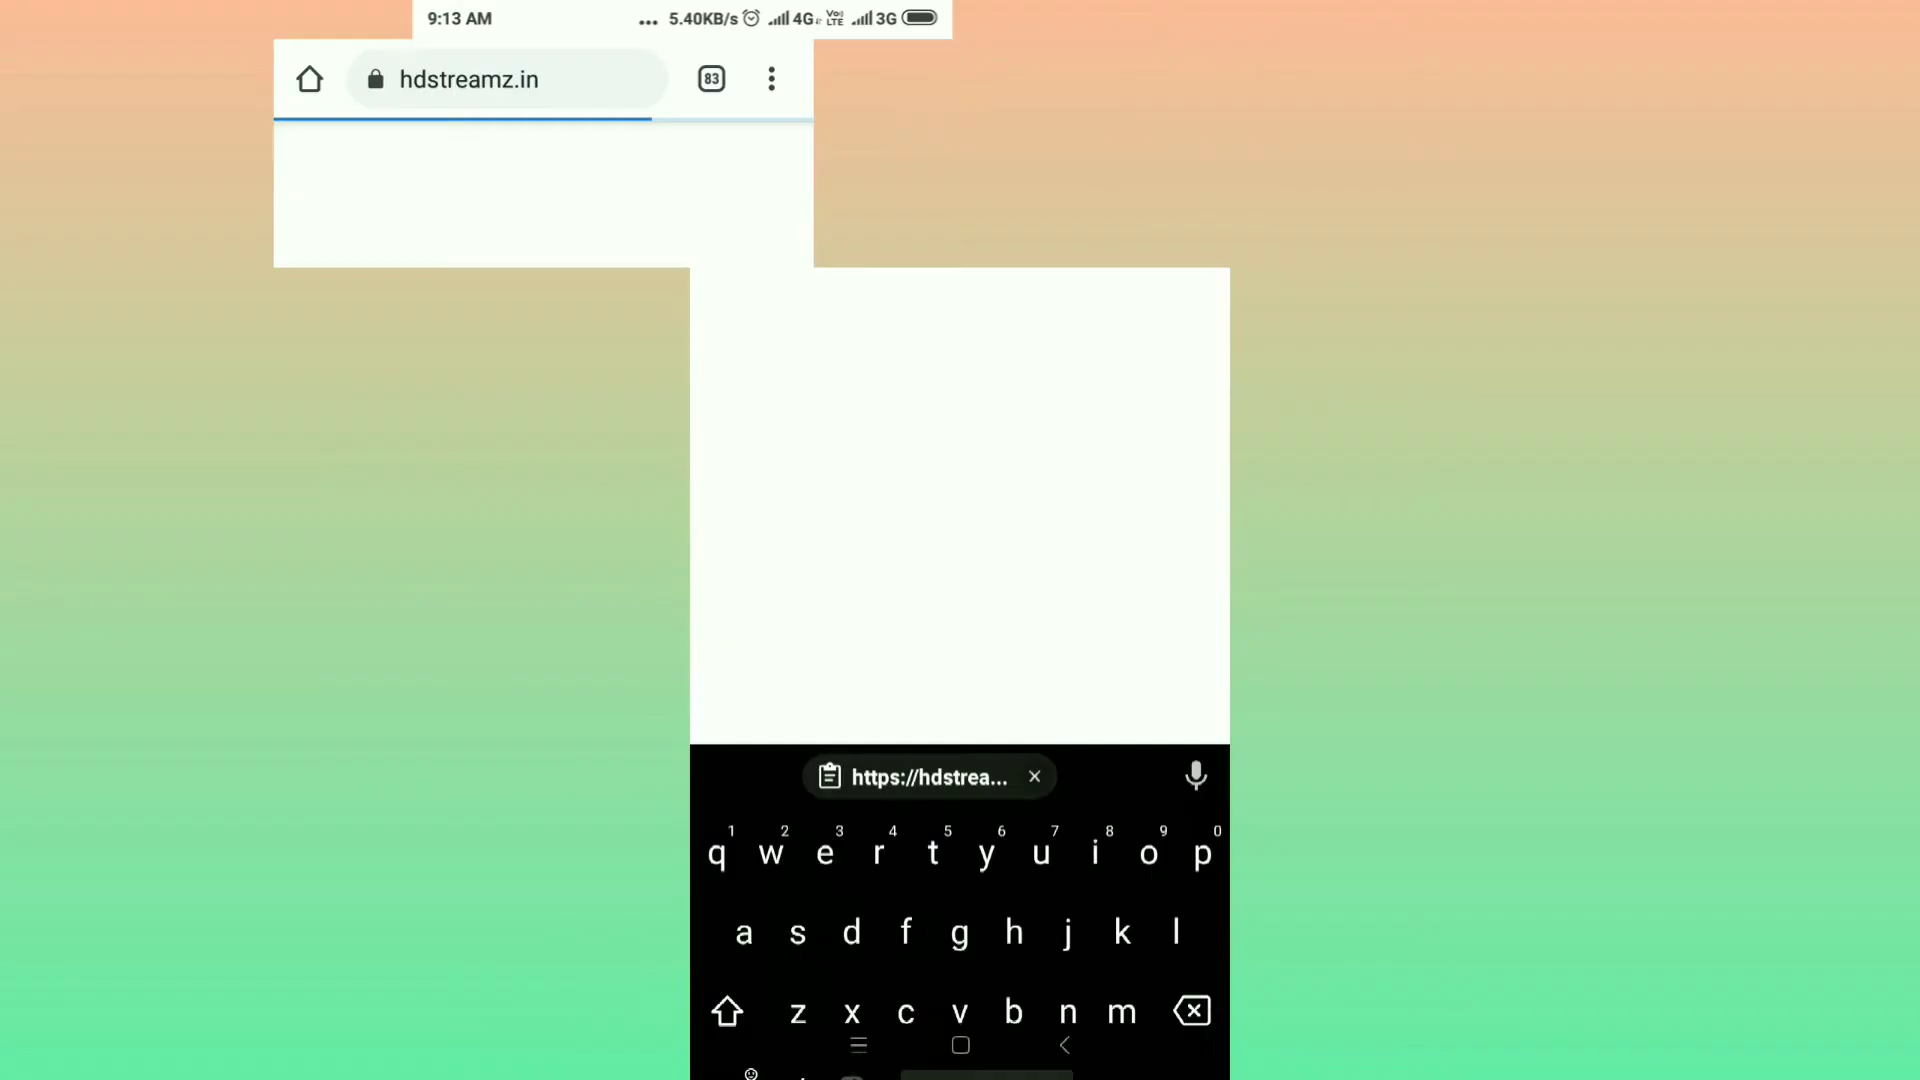 9:13 AM ... 5.40KB/s 4G VoLTE 3G
hdstreamz.in 83
https://hdstrea...
1 2 3 4 5 6 7 8 9 0
q w e r t y u i o p
a s d f g h j k l
z x c v b n m